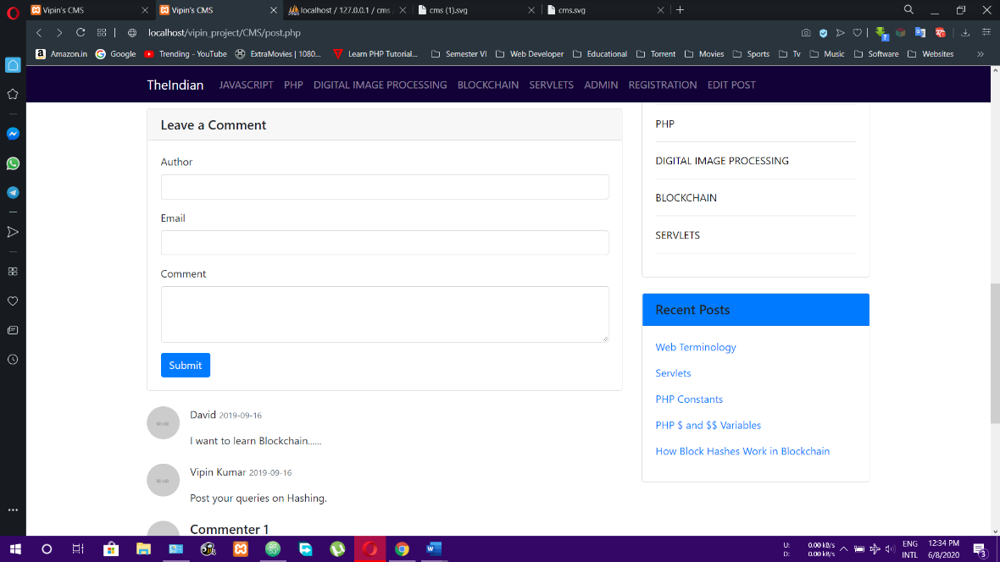 Vipin's CMS
Vipin's CMS
localhost / 127.0.0.1 / cms
cms (1).svg
cms.svg
localhost/vipin_project/CMS/post.php
Amazon.in
Google
Trending - YouTube
ExtraMovies | 1080...
Learn PHP Tutorial...
Semester VI
Web Developer
Educational
Torrent
Movies
Sports
Tv
Music
Software
Websites
TheIndian JAVASCRIPT PHP DIGITAL IMAGE PROCESSING BLOCKCHAIN SERVLETS ADMIN REGISTRATION EDIT POST
Leave a Comment
Author
Email
Comment
Submit
David 2019-09-16
I want to learn Blockchain......
Vipin Kumar 2019-09-16
Post your queries on Hashing.
Commenter 1
PHP
DIGITAL IMAGE PROCESSING
BLOCKCHAIN
SERVLETS
Recent Posts
Web Terminology
Servlets
PHP Constants
PHP $ and $$ Variables
How Block Hashes Work in Blockchain
U: 0.00 kB/s
D: 0.00 kB/s
ENG
INTL
12:34 PM
6/8/2020
3